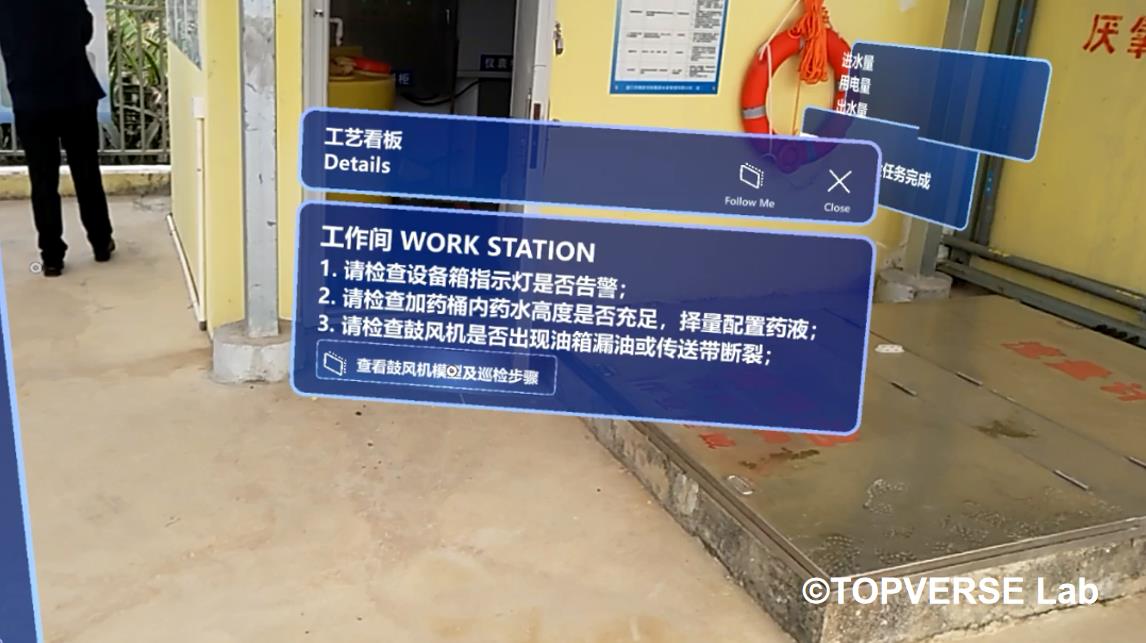 进水量
用电量
出水量
任务完成
工艺看板
Details
Follow Me
Close
工作间 WORK STATION
1. 请检查设备箱指示灯是否告警；
2. 请检查加药桶内药水高度是否充足，择量配置药液；
3. 请检查鼓风机是否出现油箱漏油或传送带断裂；
查看鼓风机模型及巡检步骤
厌氧
柜
©TOPVERSE Lab